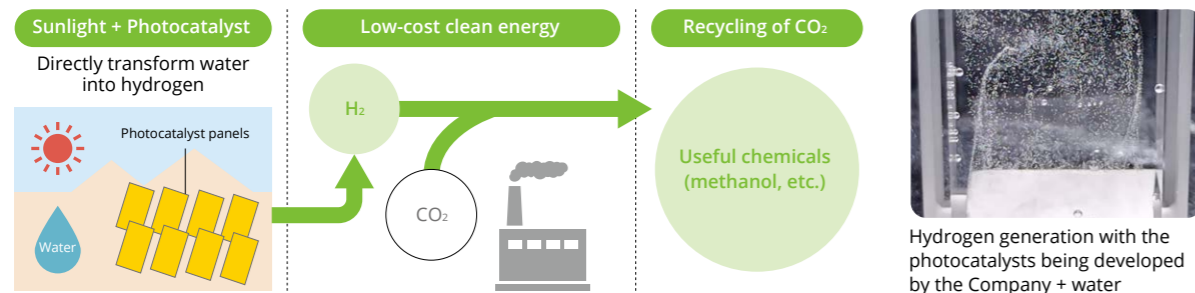 Sunlight + Photocatalyst
Directly transform water
into hydrogen
Photocatalyst panels
Water
Low-cost clean energy
H₂
CO₂
Recycling of CO₂
Useful chemicals
(methanol, etc.)
Hydrogen generation with the
photocatalysts being developed
by the Company + water